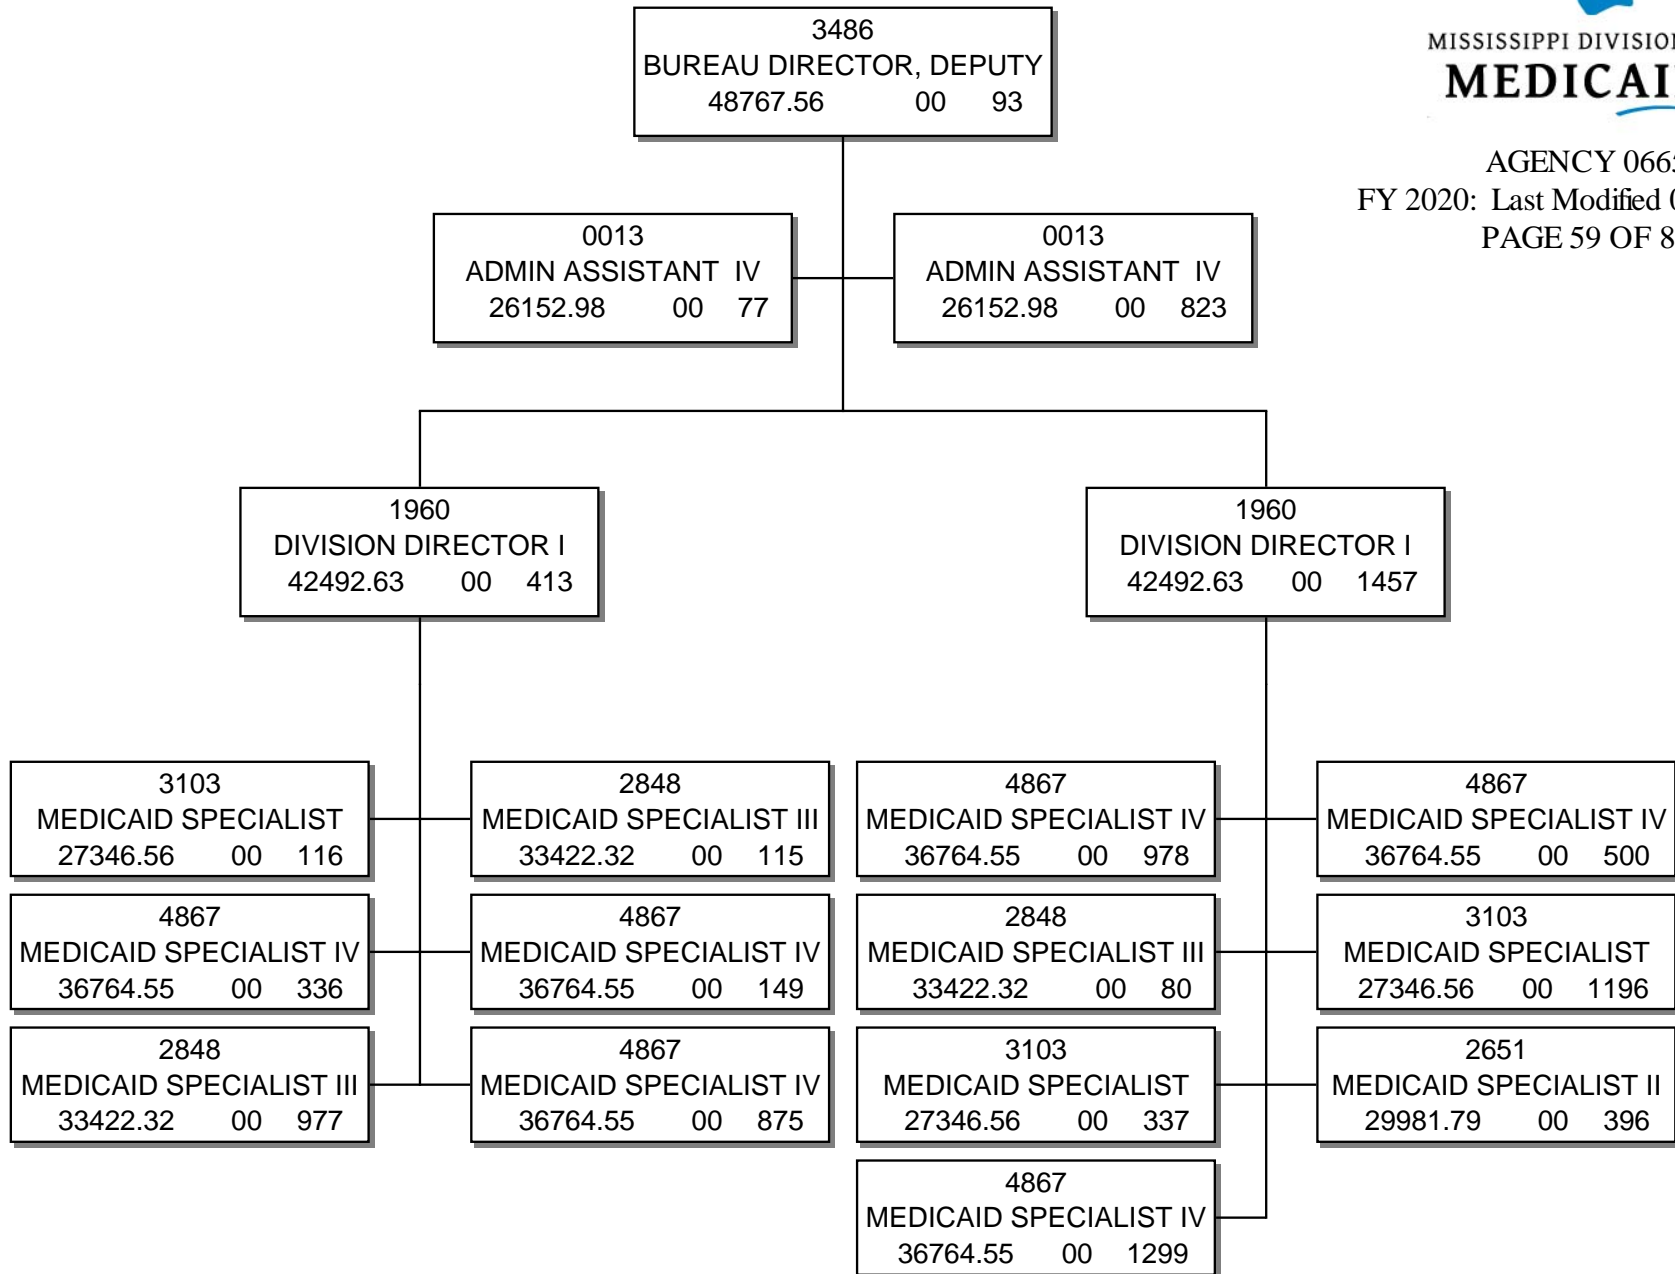 3486
BUREAU DIRECTOR, DEPUTY
48767.56 00 93
MISSISSIPPI DIVISION
MEDICAI
AGENCY 065
FY 2020: Last Modified 0
PAGE 59 OF 8
0013
ADMIN ASSISTANT IV
26152.98 00 77
0013
ADMIN ASSISTANT IV
26152.98 00 823
1960
DIVISION DIRECTOR I
42492.63 00 413
1960
DIVISION DIRECTOR I
42492.63 00 1457
3103
MEDICAID SPECIALIST
27346.56 00 116
2848
MEDICAID SPECIALIST III
33422.32 00 115
4867
MEDICAID SPECIALIST IV
36764.55 00 978
4867
MEDICAID SPECIALIST IV
36764.55 00 500
4867
MEDICAID SPECIALIST IV
36764.55 00 336
4867
MEDICAID SPECIALIST IV
36764.55 00 149
2848
MEDICAID SPECIALIST III
33422.32 00 80
3103
MEDICAID SPECIALIST
27346.56 00 1196
2848
MEDICAID SPECIALIST III
33422.32 00 977
4867
MEDICAID SPECIALIST IV
36764.55 00 875
3103
MEDICAID SPECIALIST
27346.56 00 337
2651
MEDICAID SPECIALIST II
29981.79 00 396
4867
MEDICAID SPECIALIST IV
36764.55 00 1299